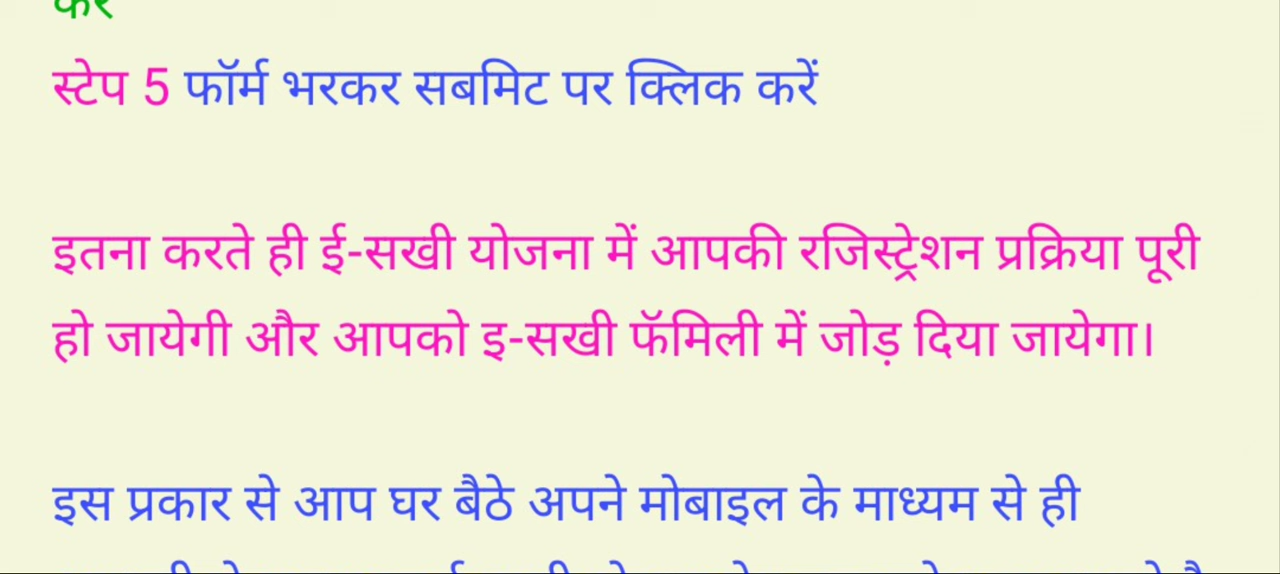 स्टेप 5 फॉर्म भरकर सबमिट पर क्लिक करें
इतना करते ही ई-सखी योजना में आपकी रजिस्ट्रेशन प्रक्रिया पूरी
हो जायेगी और आपको इ-सखी फॅमिली में जोड़ दिया जायेगा।
इस प्रकार से आप घर बैठे अपने मोबाइल के माध्यम से ही